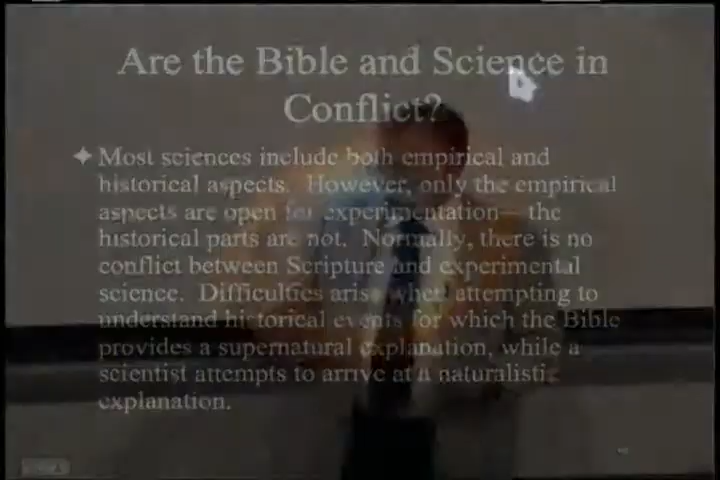 Are the Bible and Science in
Conflict?
Most sciences include both empirical and
historical aspects. However, only the empirical
aspects are open for experimentation – the
historical parts are not. Normally, there is no
conflict between Scripture and experimental
science. Difficulties arise when attempting to
understand historical events for which the Bible
provides a supernatural explanation, while a
scientist attempts to arrive at a naturalistic
explanation.